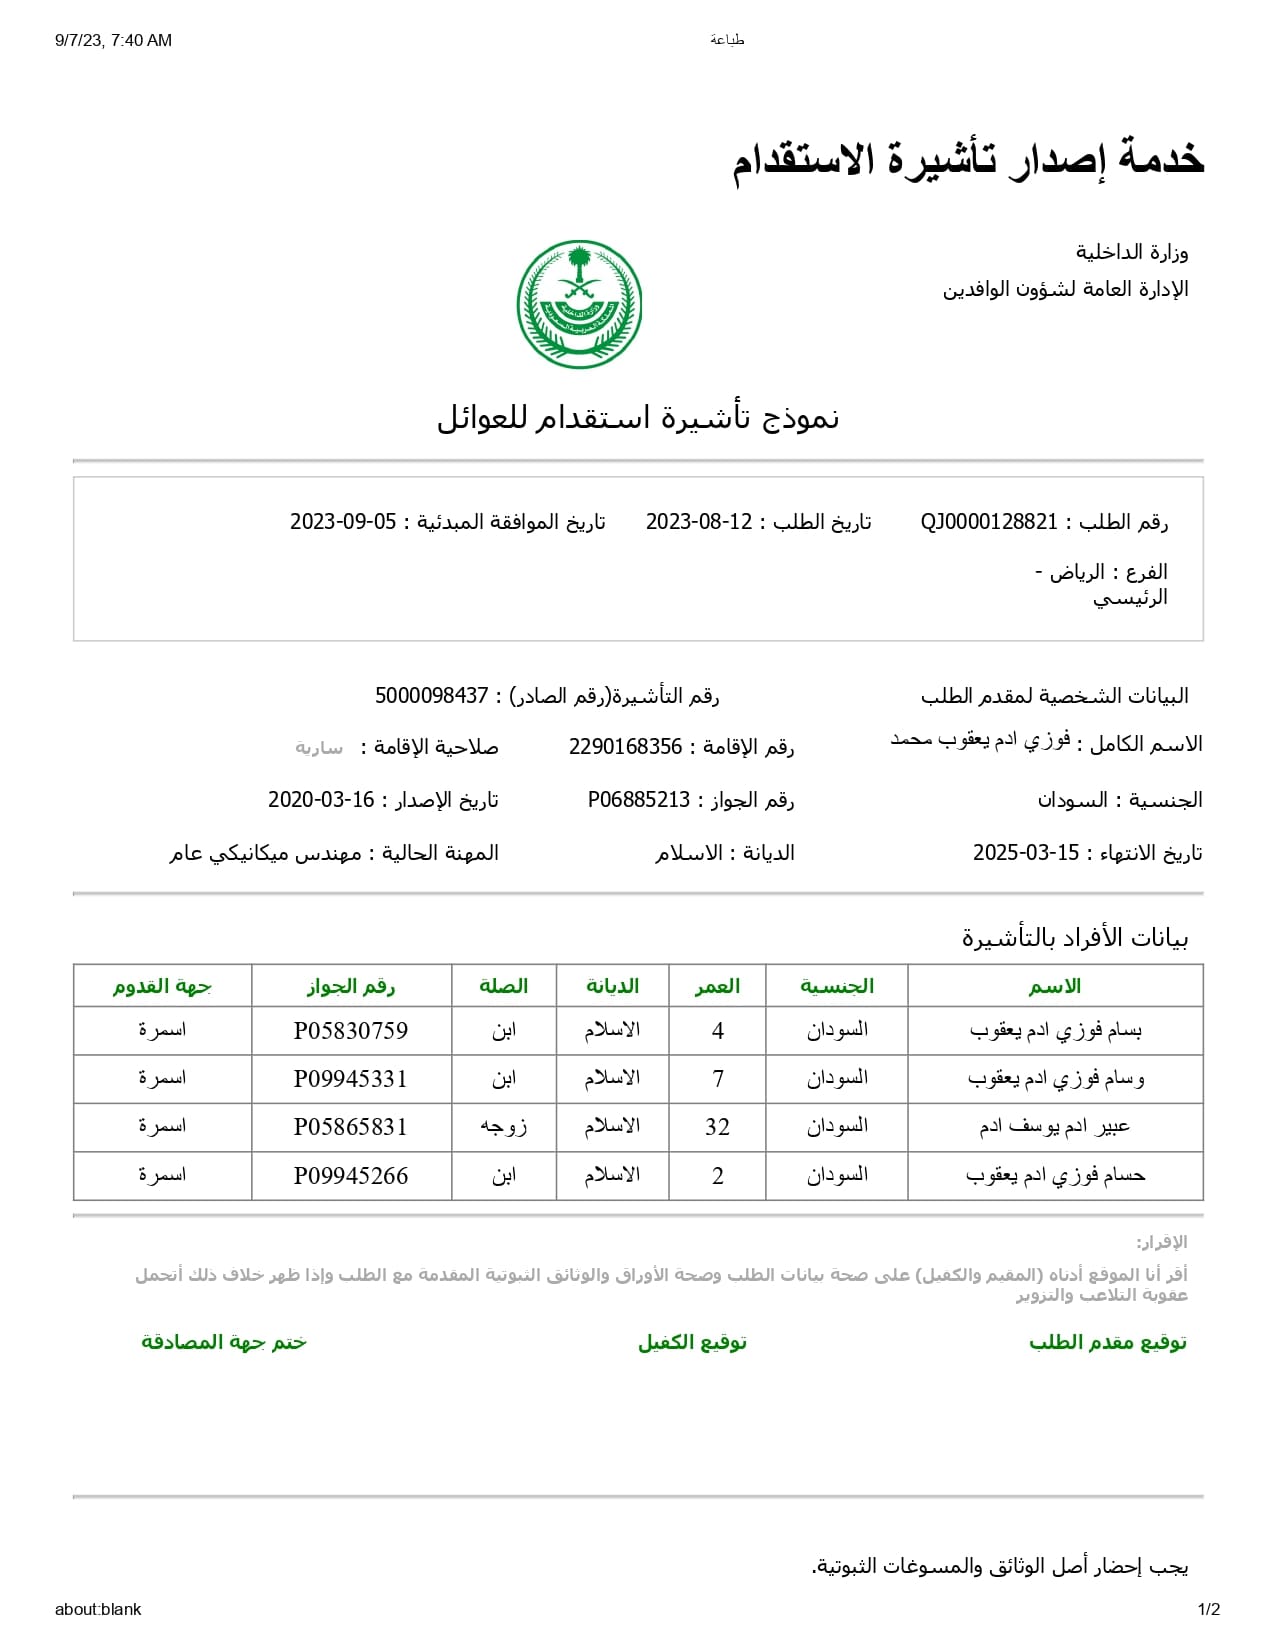 9/7/23, 7:40 AM طباعة
خدمة إصدار تأشيرة الاستقدام
وزارة الداخلية
الإدارة العامة لشؤون الوافدين
وزارة الداخلية
المملكة العربية السعودية
نموذج تأشيرة استقدام للعوائل
رقم الطلب : QJ0000128821 تاريخ الطلب : 2023-08-12 تاريخ الموافقة المبدئية : 2023-09-05
الفرع : الرياض -
الرئيسي
البيانات الشخصية لمقدم الطلب رقم التأشيرة(رقم الصادر) : 5000098437
الاسم الكامل : فوزي ادم يعقوب محمد رقم الإقامة : 2290168356 صلاحية الإقامة : سارية
الجنسية : السودان رقم الجواز : P06885213 تاريخ الإصدار : 2020-03-16
تاريخ الانتهاء : 2025-03-15 الديانة : الاسلام المهنة الحالية : مهندس ميكانيكي عام
بيانات الأفراد بالتأشيرة
الاسم الجنسية العمر الديانة الصلة رقم الجواز جهة القدوم
بسام فوزي ادم يعقوب السودان 4 الاسلام ابن P05830759 اسمرة
وسام فوزي ادم يعقوب السودان 7 الاسلام ابن P09945331 اسمرة
عبير ادم يوسف ادم السودان 32 الاسلام زوجه P05865831 اسمرة
حسام فوزي ادم يعقوب السودان 2 الاسلام ابن P09945266 اسمرة
الإقرار:
أقر أنا الموقع أدناه (المقيم والكفيل) على صحة بيانات الطلب وصحة الأوراق والوثائق الثبوتية المقدمة مع الطلب وإذا ظهر خلاف ذلك أتحمل
عقوبة التلاعب والتزوير
توقيع مقدم الطلب توقيع الكفيل ختم جهة المصادقة
يجب إحضار أصل الوثائق والمسوغات الثبوتية.
about:blank 1/2